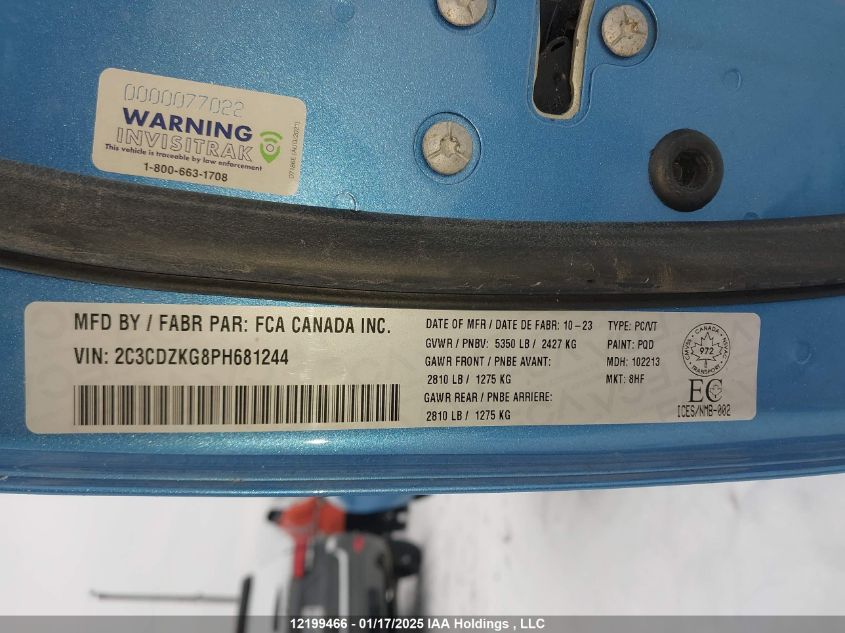 0000077022
WARNING
INVISITRAK
This vehicle is traceable by law enforcement
1-800-663-1708
MFD BY / FABR PAR: FCA CANADA INC.
VIN: 2C3CDZKG8PH681244
DATE OF MFR / DATE DE FABR: 10-23
GVWR / PNBV: 5350 LB / 2427 KG
GAWR FRONT / PNBE AVANT:
2810 LB / 1275 KG
GAWR REAR / PNBE ARRIERE:
2810 LB / 1275 KG
TYPE: PC/VT
PAINT: PQD
MDH: 102213
MKT: 8HF
CANADA
972
TRANSPORT
EC
ICES/NMB-002
12199466 - 01/17/2025 IAA Holdings , LLC